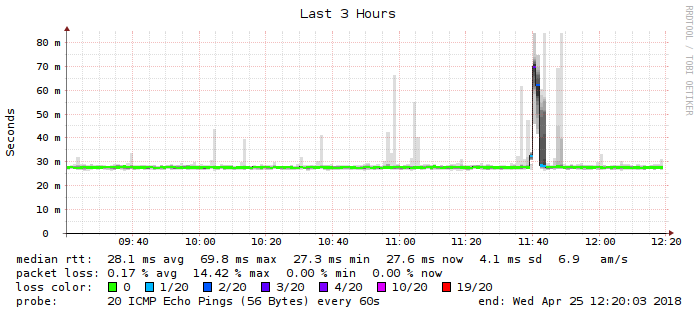 Last 3 Hours
RRDTOOL / TOBI OETIKER
Seconds
80 m
70 m
60 m
50 m
40 m
30 m
20 m
10 m
0
09:40 10:00 10:20 10:40 11:00 11:20 11:40 12:00 12:20
median rtt: 28.1 ms avg 69.8 ms max 27.3 ms min 27.6 ms now 4.1 ms sd 6.9 am/s
packet loss: 0.17 % avg 14.42 % max 0.00 % min 0.00 % now
loss color: 0 1/20 2/20 3/20 4/20 10/20 19/20
probe: 20 ICMP Echo Pings (56 Bytes) every 60s end: Wed Apr 25 12:20:03 2018